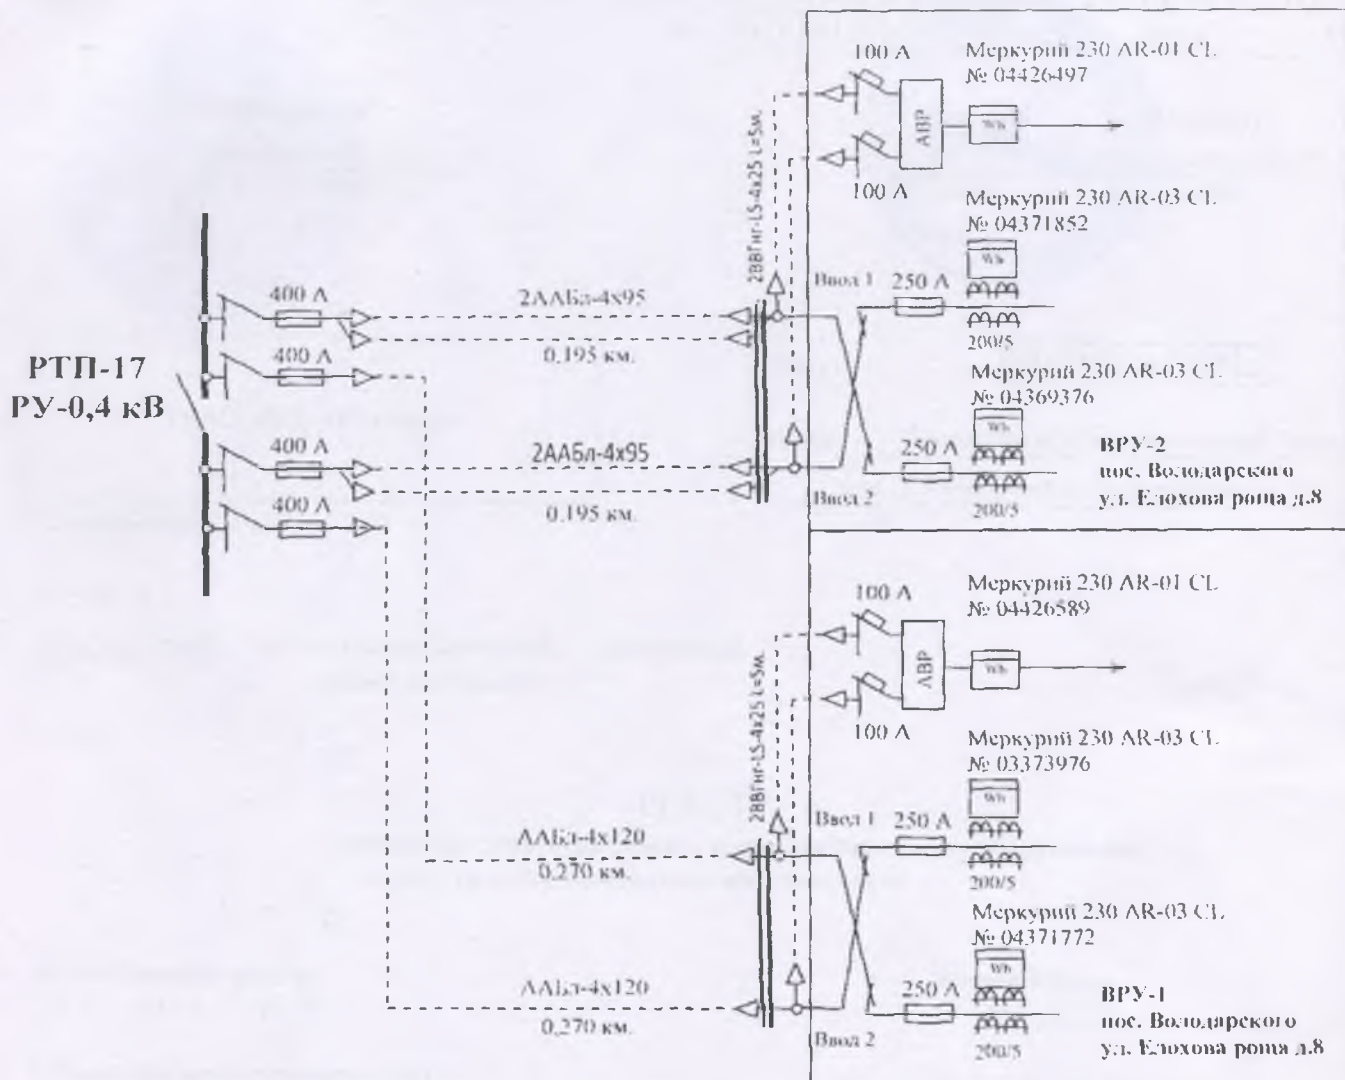 РТП-17
РУ-0,4 кВ
400 А
400 А
400 А
400 А
2ААБл-4х95
0,195 км.
2ААБл-4х95
0,195 км.
ААБл-4х120
0,270 км.
ААБл-4х120
0,270 км.
2ВВГнг-LS-4х25 l=5м.
100 А
100 А
АВР
Wh
Меркурий 230 AR-01 CL
№ 04426497
Меркурий 230 AR-03 CL
№ 04371852
Wh
Ввод 1
250 А
200/5
Меркурий 230 AR-03 CL
№ 04369376
Wh
250 А
Ввод 2
200/5
ВРУ-2
пос. Володарского
ул. Елохова роща д.8
2ВВГнг-LS-4х25 l=5м.
100 А
100 А
АВР
Wh
Меркурий 230 AR-01 CL
№ 04426589
Меркурий 230 AR-03 CL
№ 03373976
Wh
Ввод 1
250 А
200/5
Меркурий 230 AR-03 CL
№ 04371772
Wh
250 А
Ввод 2
200/5
ВРУ-1
пос. Володарского
ул. Елохова роща д.8